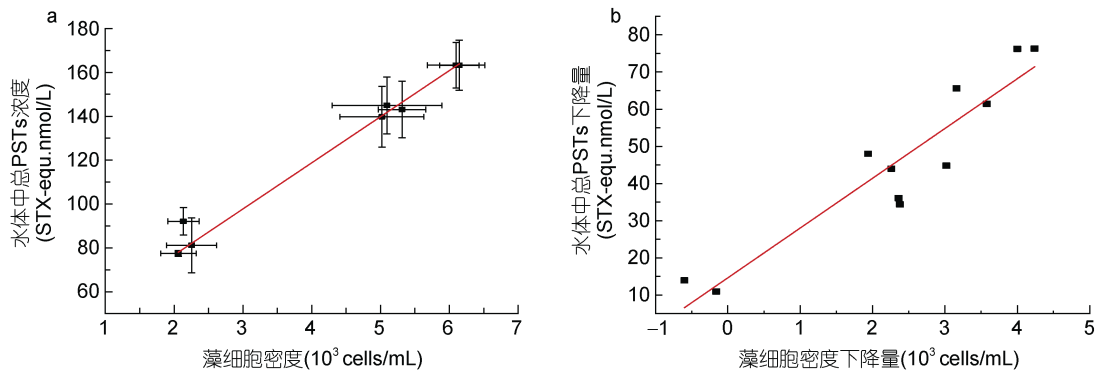 a
180
160
140
120
100
80
60
水体中总PSTs浓度
(STX-equ.nmol/L)
1 2 3 4 5 6 7
藻细胞密度(10³ cells/mL)
b
80
70
60
50
40
30
20
10
水体中总PSTs下降量
(STX-equ.nmol/L)
−1 0 1 2 3 4 5
藻细胞密度下降量(10³ cells/mL)